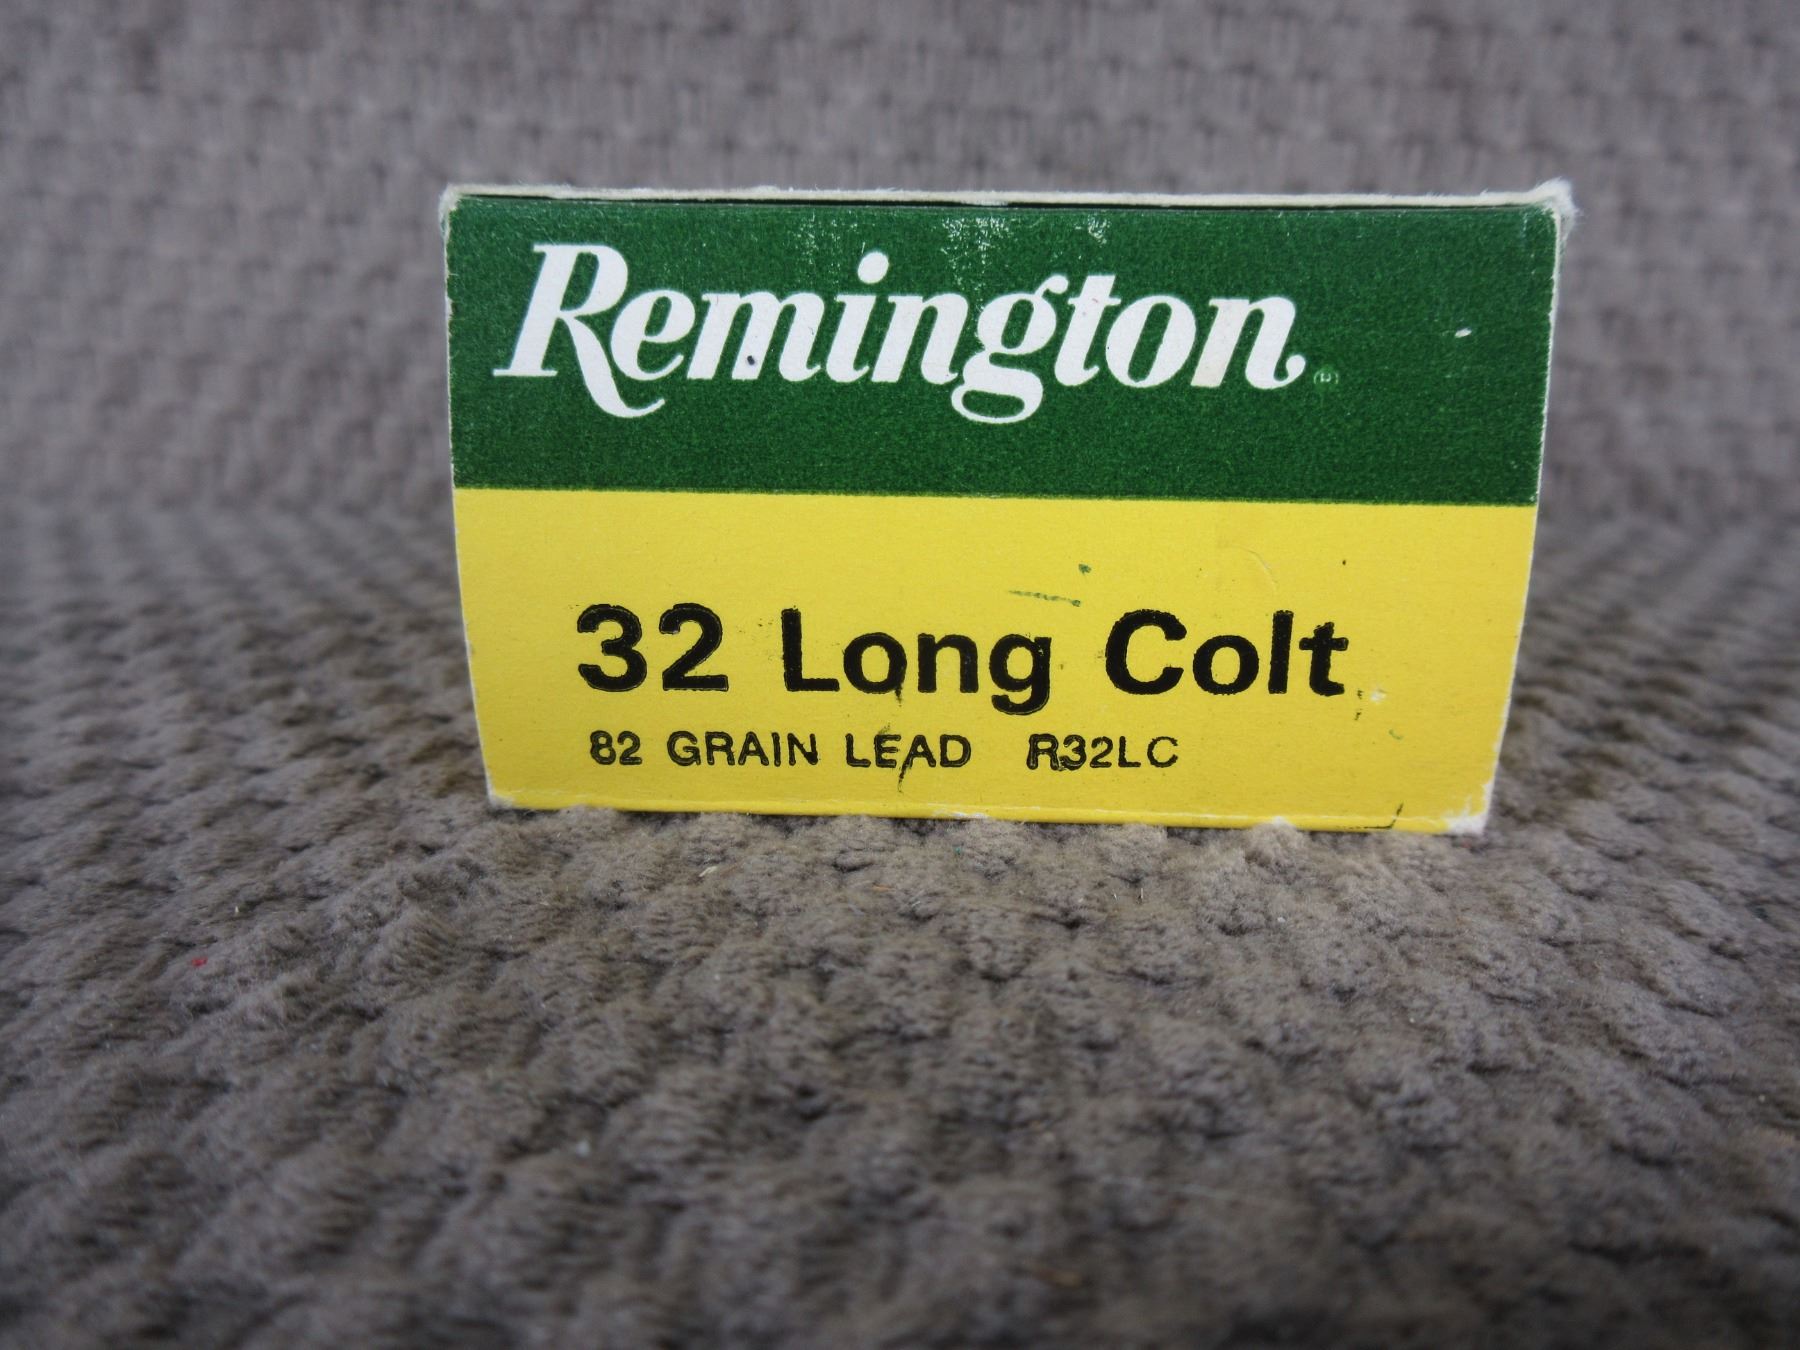 Remington®
32 Long Colt
82 GRAIN LEAD R32LC